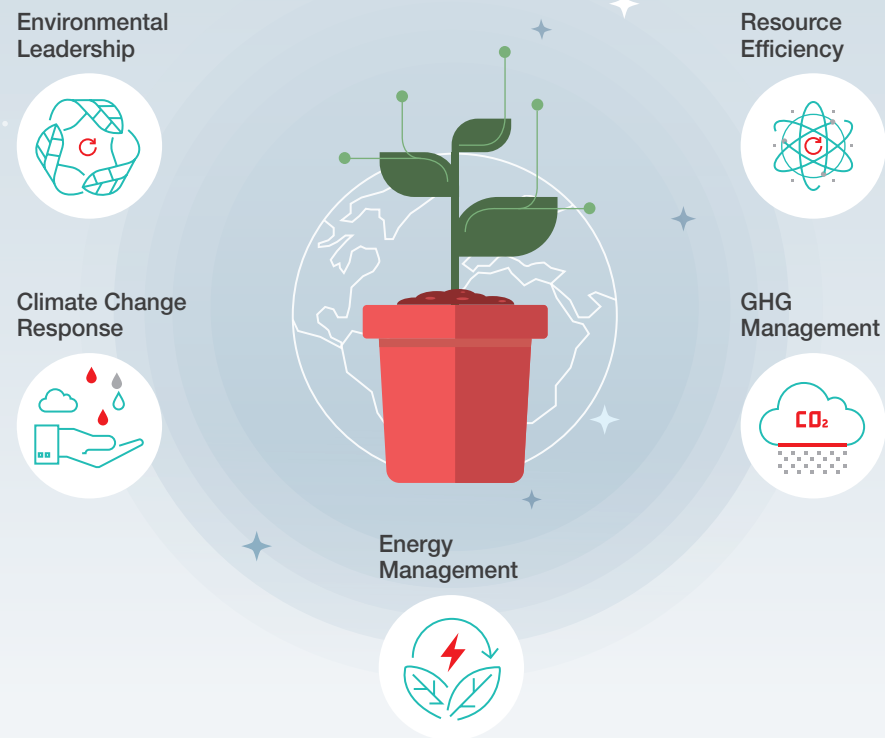 Environmental
Leadership
Resource
Efficiency
Climate Change
Response
GHG
Management
CO₂
Energy
Management